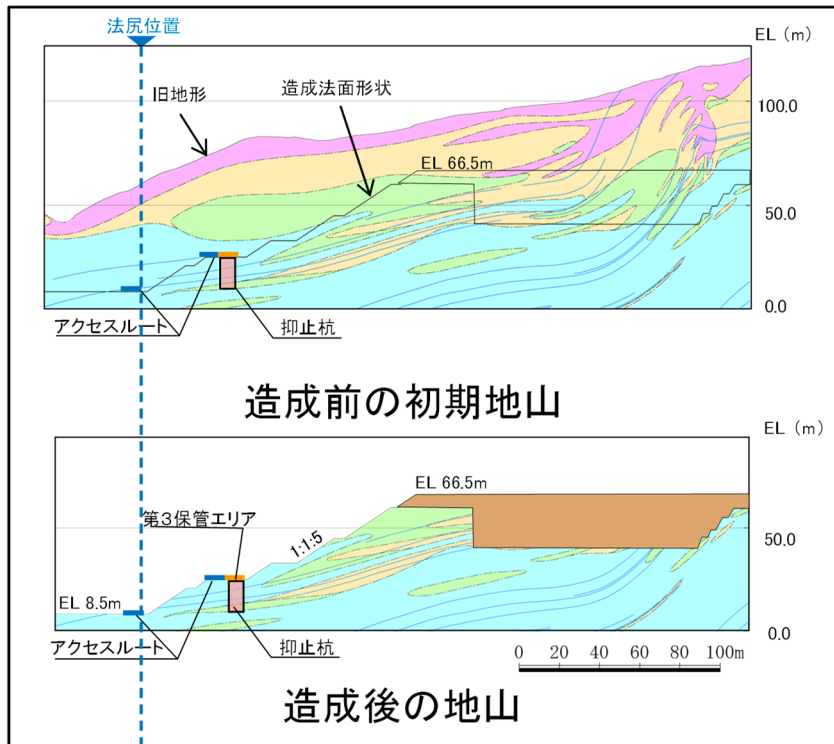 法尻位置
EL (m)
旧地形
造成法面形状
100.0
EL 66.5m
50.0
0.0
アクセスルート
抑止杭
造成前の初期地山
EL (m)
EL 66.5m
第3保管エリア
1:1:5
50.0
EL 8.5m
0.0
アクセスルート
抑止杭
0 20 40 60 80 100m
造成後の地山